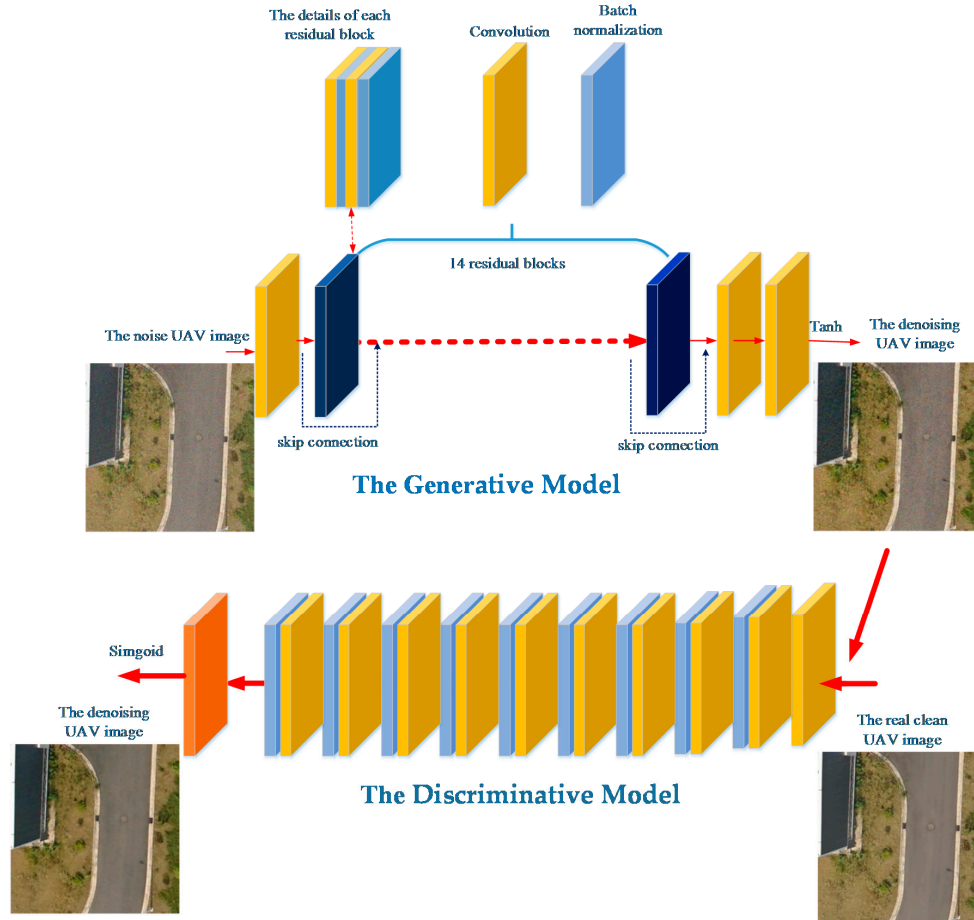 The details of each
residual block
Convolution
Batch
normalization
14 residual blocks
The noise UAV image
Tanh
The denoising
UAV image
skip connection
skip connection
The Generative Model
Simgoid
The denoising
UAV image
The real clean
UAV image
The Discriminative Model